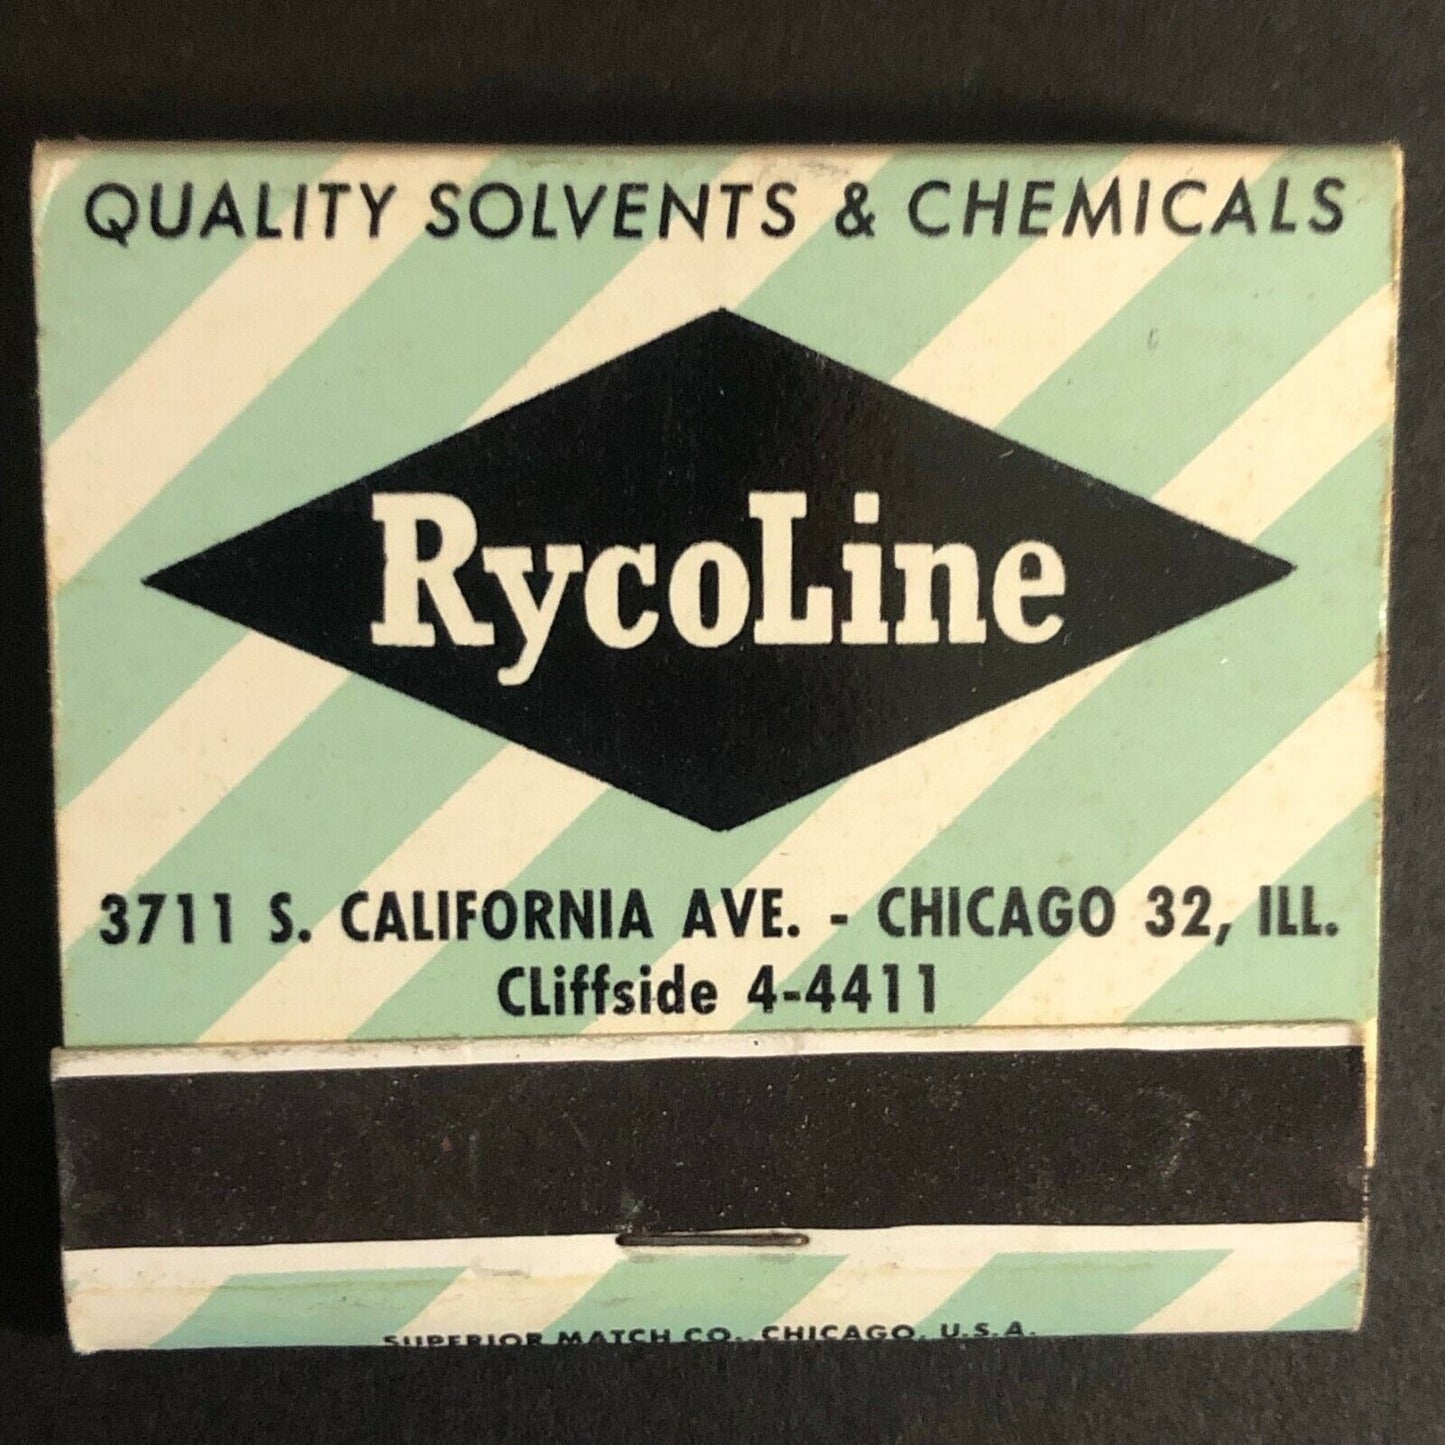 QUALITY SOLVENTS & CHEMICALS
RycoLine
3711 S. CALIFORNIA AVE. - CHICAGO 32, ILL.
CLiffside 4-4411
SUPERIOR MATCH CO., CHICAGO, U.S.A.